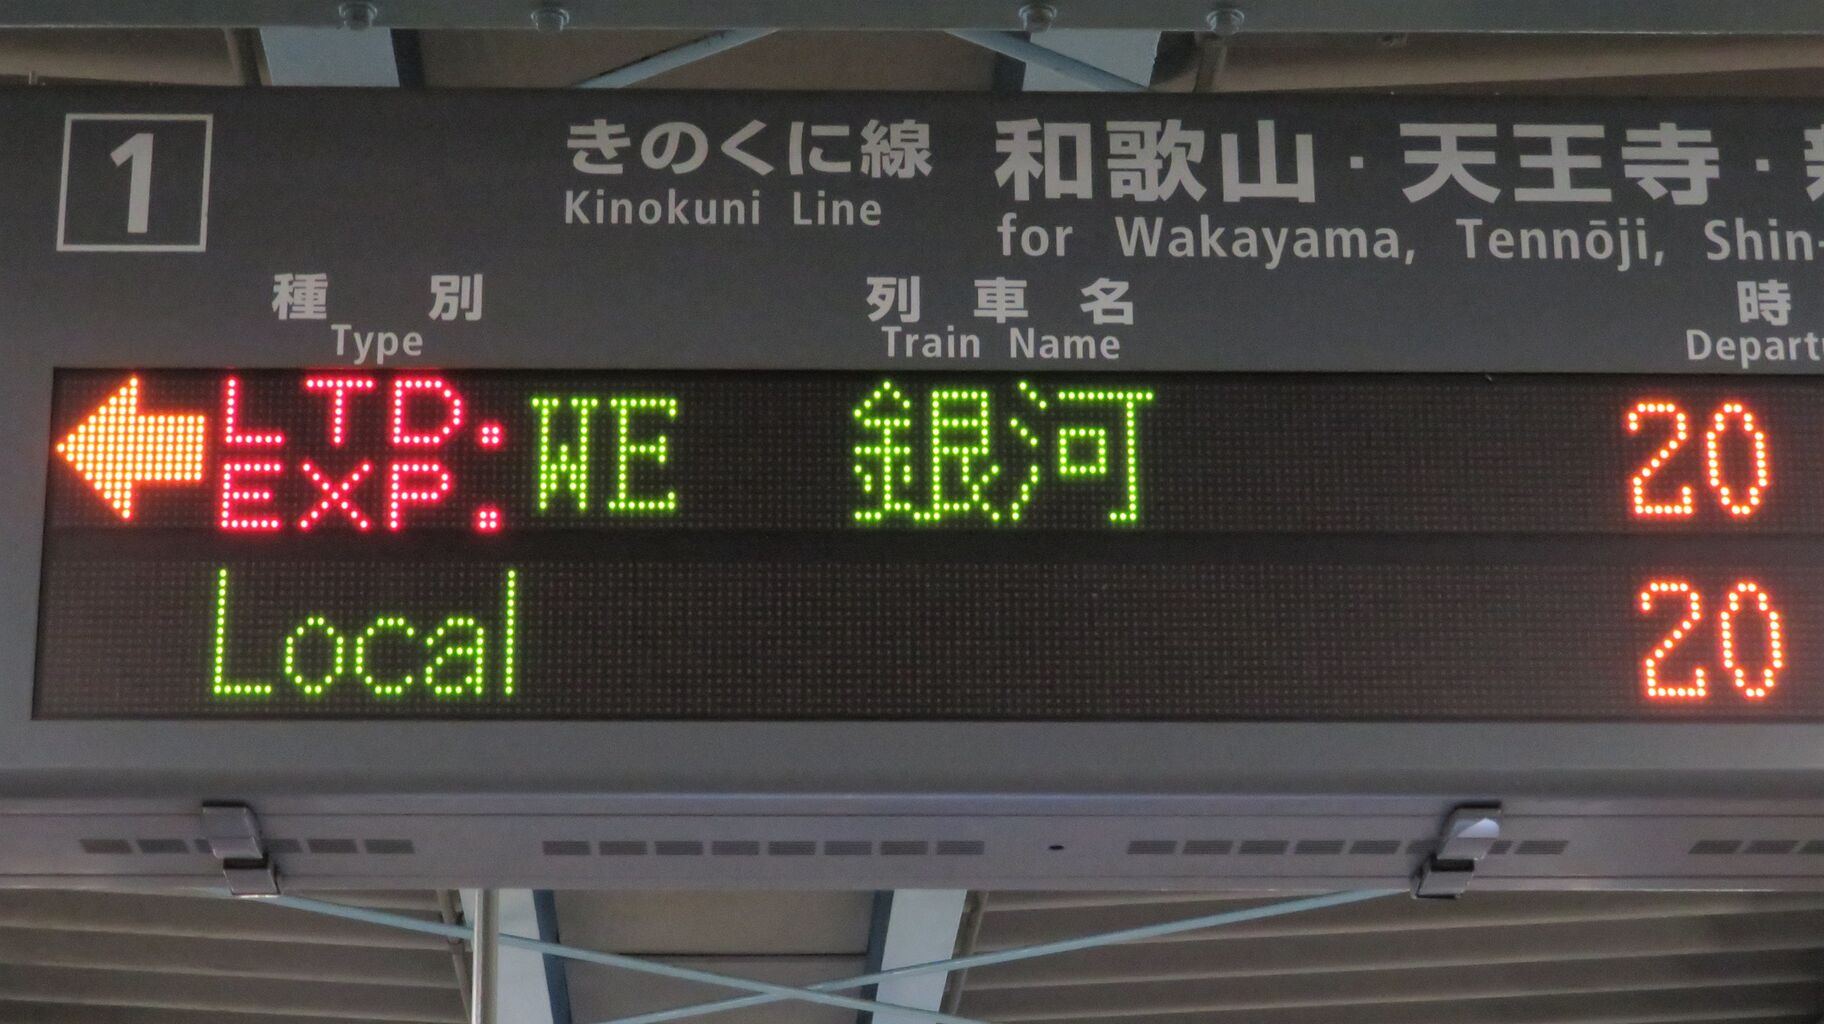 1
きのくに線 和歌山・天王寺・
Kinokuni Line for Wakayama, Tennōji, Shin-
種別 列車名 時
Type Train Name
LTD. EXP. WE 銀河 20
Local 20